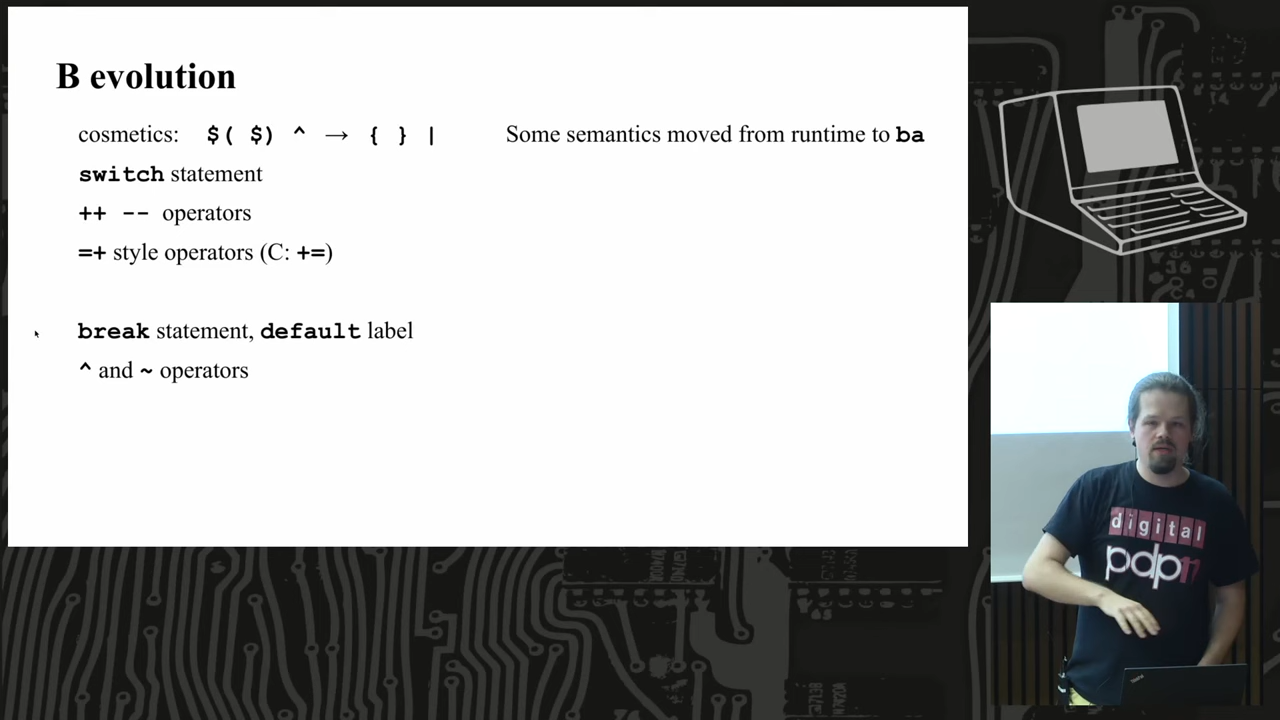 B evolution
cosmetics: $( $) ^ → { } |
Some semantics moved from runtime to ba
switch statement
++ -- operators
=+ style operators (C: +=)
break statement, default label
^ and ~ operators
digital
pdp11